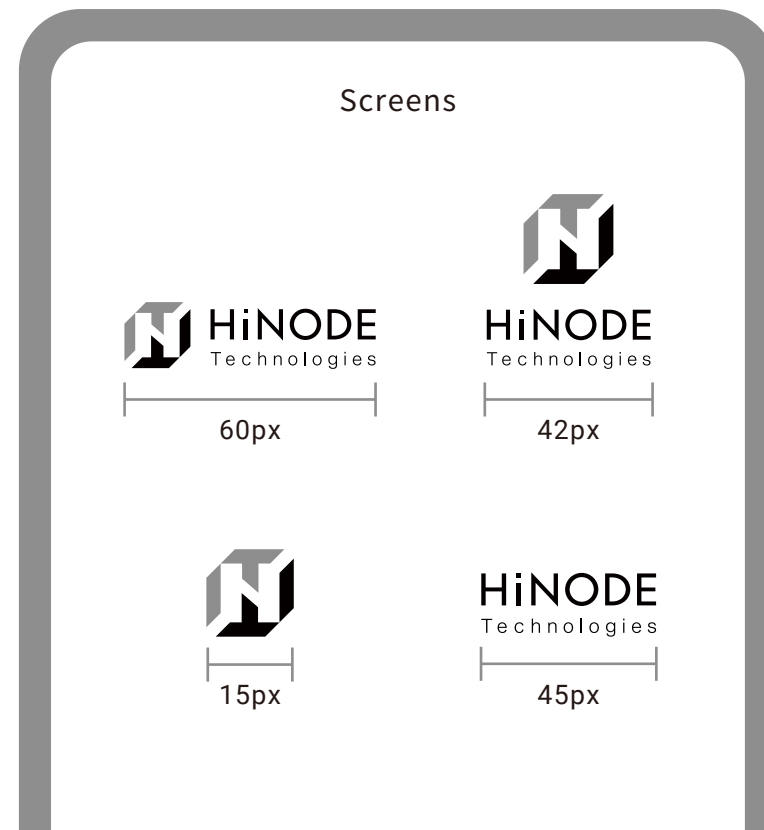 Screens
HiNODE
Technologies
60px
HiNODE
Technologies
42px
15px
HiNODE
Technologies
45px